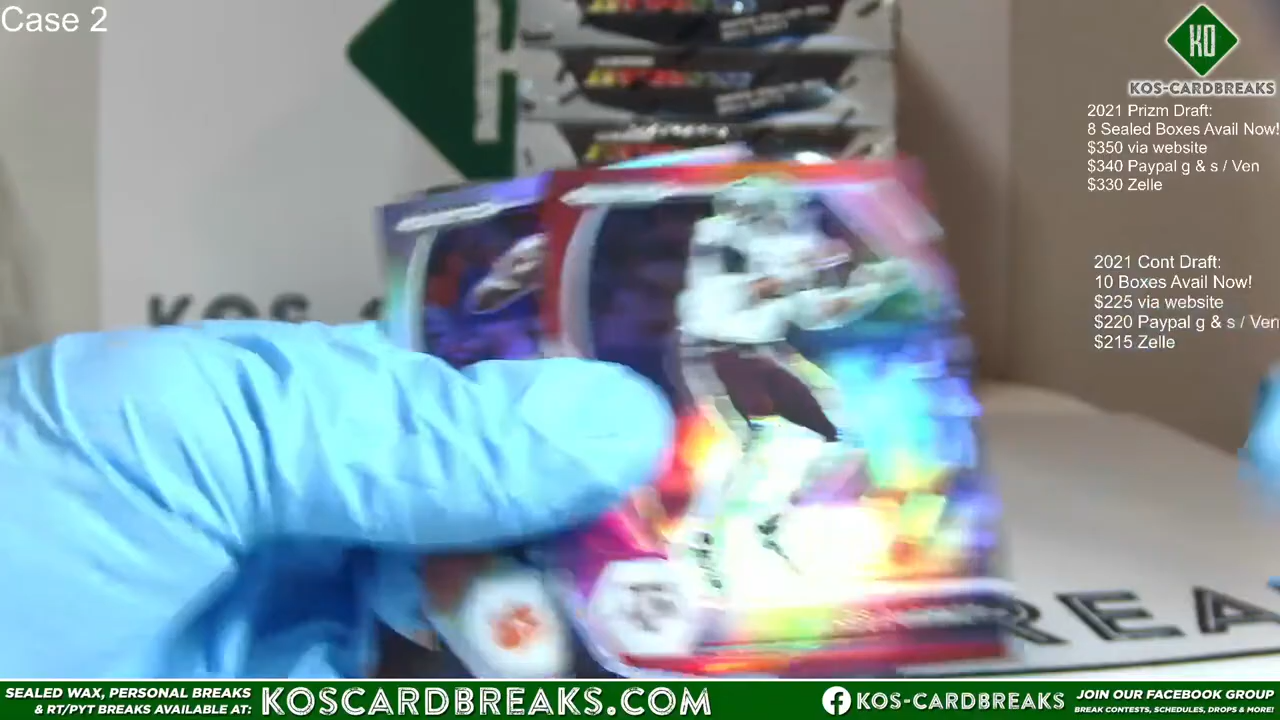 Case 2
KO
KOS-CARDBREAKS
2021 Prizm Draft:
8 Sealed Boxes Avail Now!
$350 via website
$340 Paypal g & s / Ven
$330 Zelle
2021 Cont Draft:
10 Boxes Avail Now!
$225 via website
$220 Paypal g & s / Ven
$215 Zelle
KOS
REA
SEALED WAX, PERSONAL BREAKS
& RT/PYT BREAKS AVAILABLE AT:
KOSCARDBREAKS.COM
KOS-CARDBREAKS
JOIN OUR FACEBOOK GROUP
BREAK CONTESTS, SCHEDULES, DROPS & MORE!